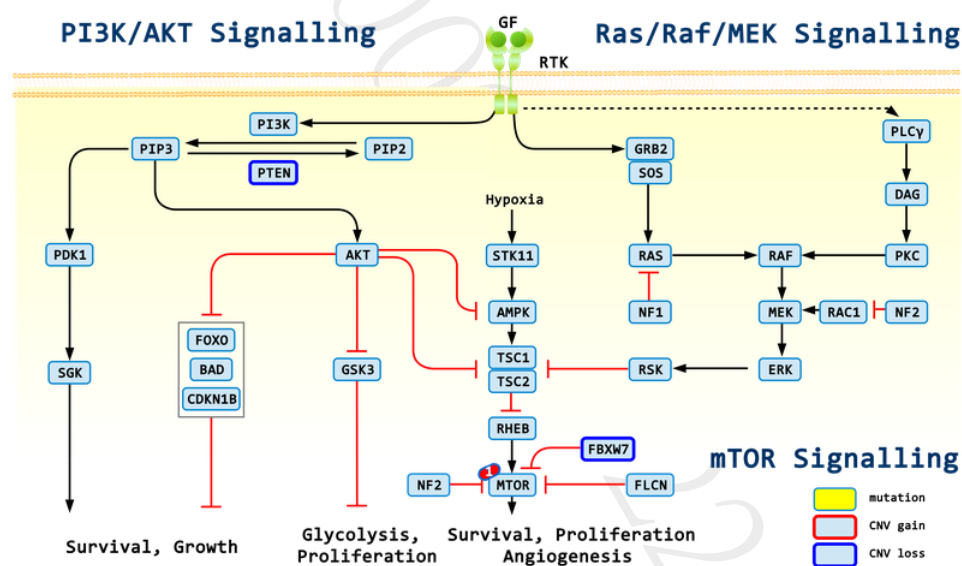 PI3K/AKT Signalling
GF
Ras/Raf/MEK Signalling
RTK
PI3K
PLCγ
PIP3
PIP2
GRB2
PTEN
SOS
DAG
Hypoxia
PDK1
AKT
STK11
RAS
RAF
PKC
AMPK
NF1
MEK
RAC1
NF2
FOXO
BAD
CDKN1B
TSC1
TSC2
SGK
GSK3
RSK
ERK
RHEB
FBXW7
mTOR Signalling
NF2
MTOR
FLCN
mutation
CNV gain
CNV loss
Survival, Growth
Glycolysis,
Proliferation
Survival, Proliferation
Angiogenesis